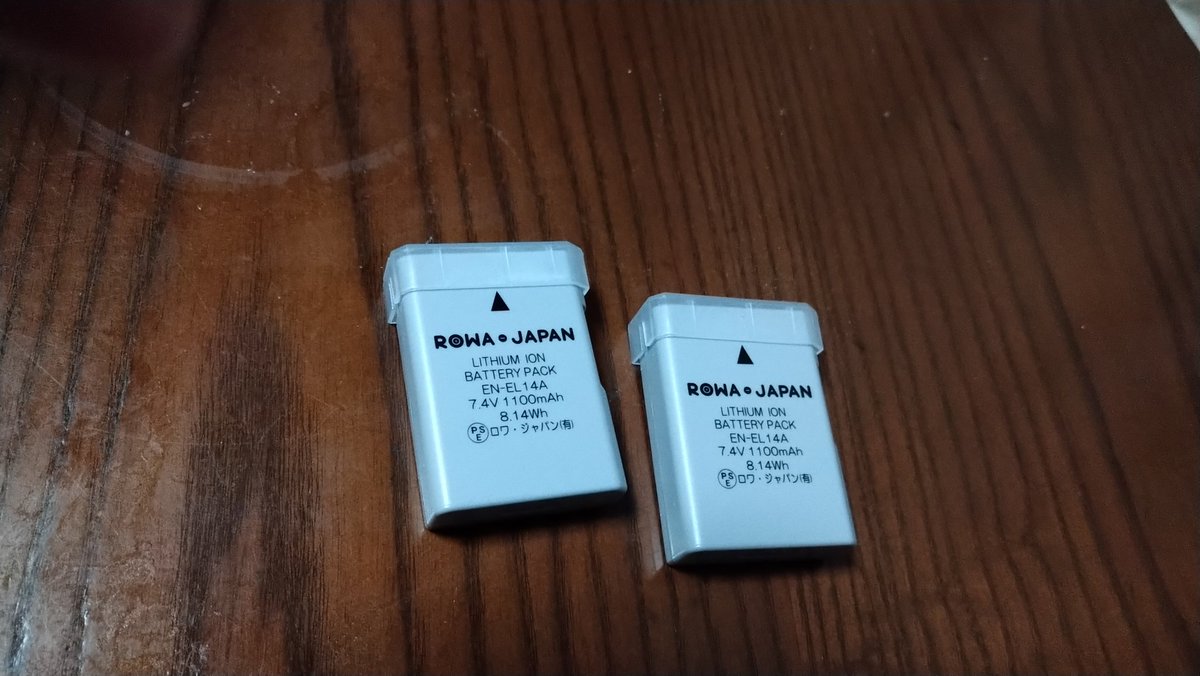 ROWA JAPAN
LITHIUM ION
BATTERY PACK
EN-EL14A
7.4V 1100mAh
8.14Wh
PSE ロワ・ジャパン(有)
ROWA JAPAN
LITHIUM ION
BATTERY PACK
EN-EL14A
7.4V 1100mAh
8.14Wh
PSE ロワ・ジャパン(有)